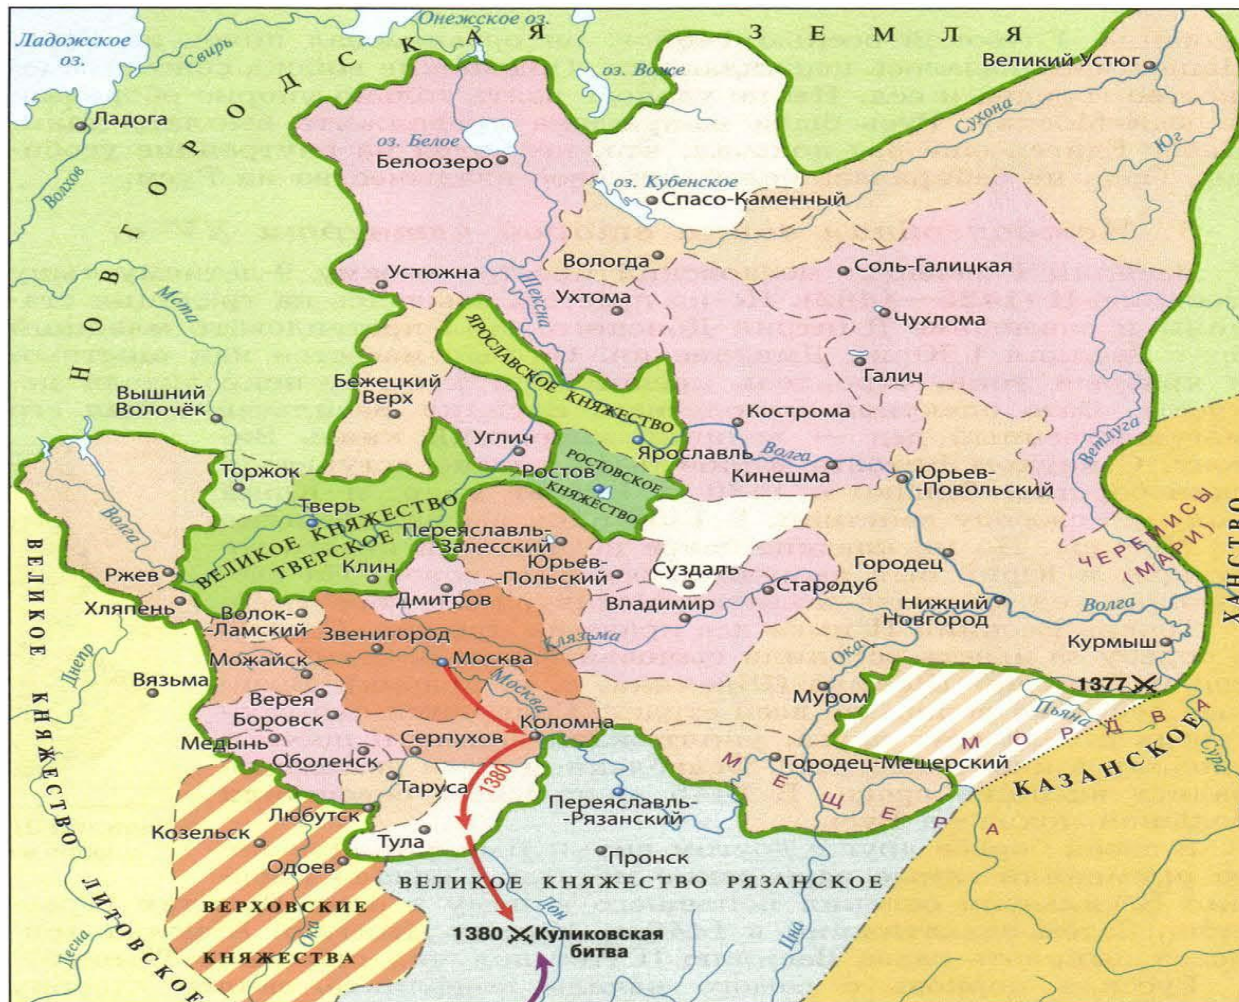 Онежское оз.
НОВГОРОДСКАЯ ЗЕМЛЯ
Ладожское
оз.
Свирь
оз. Воже
Великий Устюг
Ладога
Волхов
оз. Белое
Белоозеро
Сухона
Юг
оз. Кубенское
Спасо-Каменный
Вологда
Соль-Галицкая
Устюжна
Шексна
Ухтома
Чухлома
Мста
ЯРОСЛАВСКОЕ КНЯЖЕСТВО
Галич
Бежецкий
Верх
Вышний
Волочёк
Кострома
Ветлуга
Углич
Ярославль
Волга
Торжок
Ростов
РОСТОВСКОЕ
КНЯЖЕСТВО
Кинешма
Юрьев-
-Повольский
Тверь
ВЕЛИКОЕ КНЯЖЕСТВО
ТВЕРСКОЕ
Переяславль-
-Залесский
Волга
ЧЕРЕМИСЫ
(МАРИ)
Ржев
Клин
Юрьев-
-Польский
Суздаль
Городец
Хляпень
Волок-
-Ламский
Дмитров
Владимир
Стародуб
Нижний
Новгород
Волга
Звенигород
Клязьма
Курмыш
Днепр
Можайск
Москва
Ока
Вязьма
Москва
Муром
1377
Верея
Пьяна
Боровск
Коломна
МОРДВА
Сура
Медынь
Серпухов
Оболенск
1380
Городец-Мещерский
МЕЩЕРА
КАЗАНСКОЕ ХАНСТВО
Таруса
Любутск
Переяславль-
-Рязанский
Козельск
Тула
Одоев
Пронск
ВЕЛИКОЕ КНЯЖЕСТВО РЯЗАНСКОЕ
ВЕРХОВСКИЕ
КНЯЖЕСТВА
Ока
Дон
Цна
1380
Куликовская
битва
Десна
ВЕЛИКОЕ КНЯЖЕСТВО ЛИТОВСКОЕ